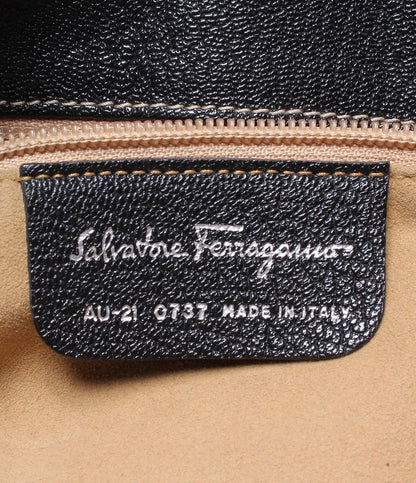 Salvatore Ferragamo
AU-21 0737 MADE IN ITALY